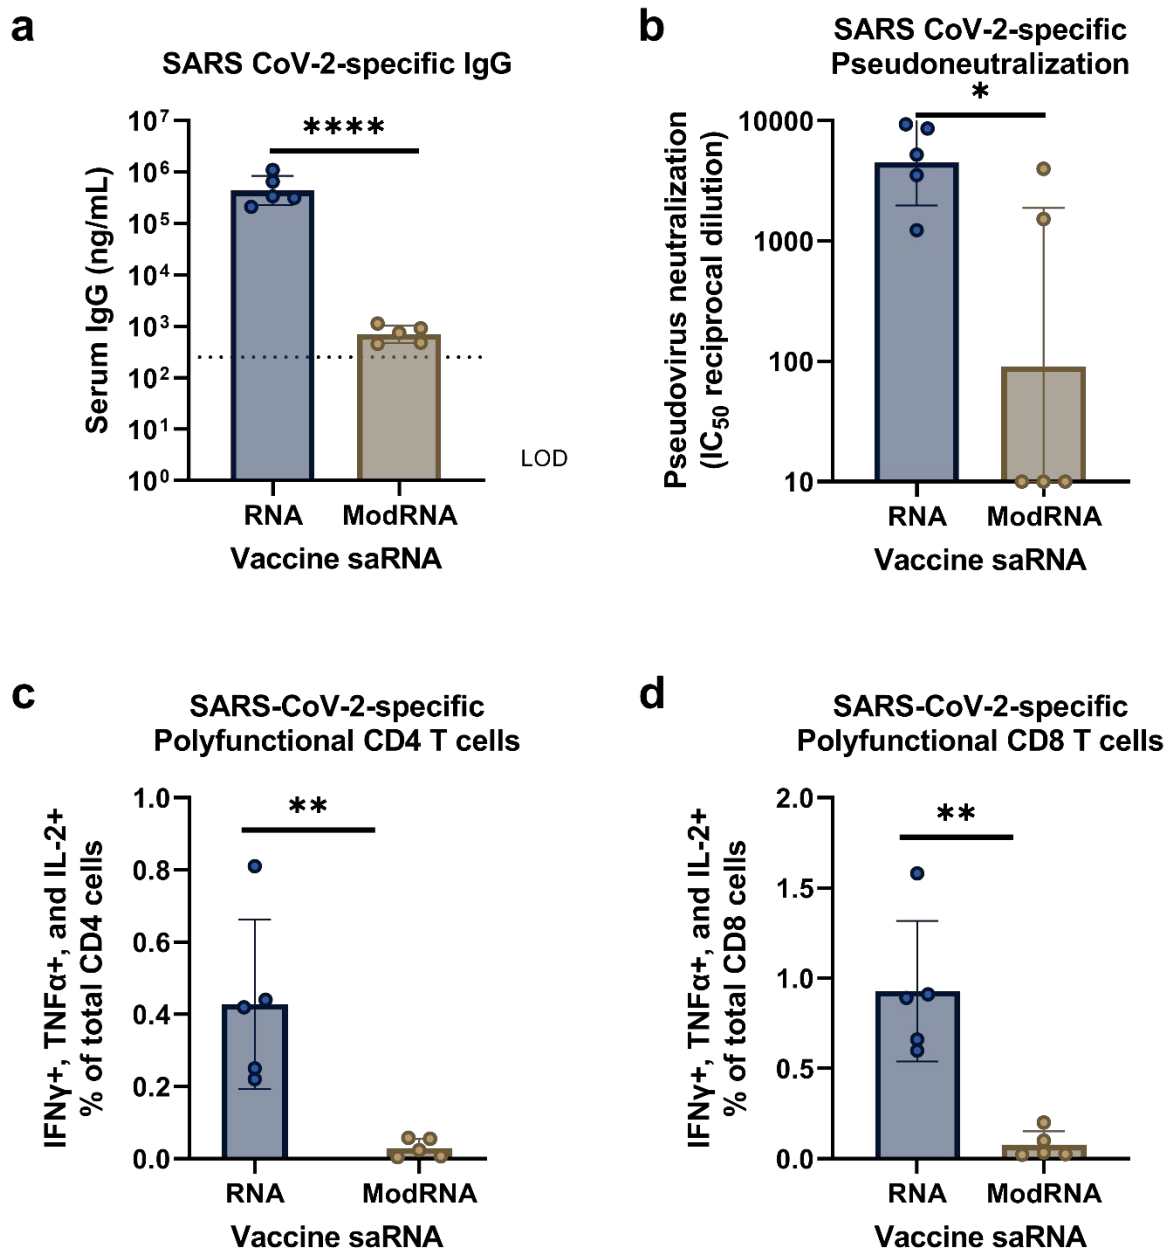 a
SARS CoV-2-specific IgG
****
Serum IgG (ng/mL)
10⁷
10⁶
10⁵
10⁴
10³
10²
10¹
10⁰
LOD
RNA ModRNA
Vaccine saRNA
b
SARS CoV-2-specific
Pseudoneutralization
*
Pseudovirus neutralization
(IC₅₀ reciprocal dilution)
10000
1000
100
10
RNA ModRNA
Vaccine saRNA
c
SARS-CoV-2-specific
Polyfunctional CD4 T cells
**
IFNγ+, TNFα+, and IL-2+
% of total CD4 cells
1.0
0.8
0.6
0.4
0.2
0.0
RNA ModRNA
Vaccine saRNA
d
SARS-CoV-2-specific
Polyfunctional CD8 T cells
**
IFNγ+, TNFα+, and IL-2+
% of total CD8 cells
2.0
1.5
1.0
0.5
0.0
RNA ModRNA
Vaccine saRNA